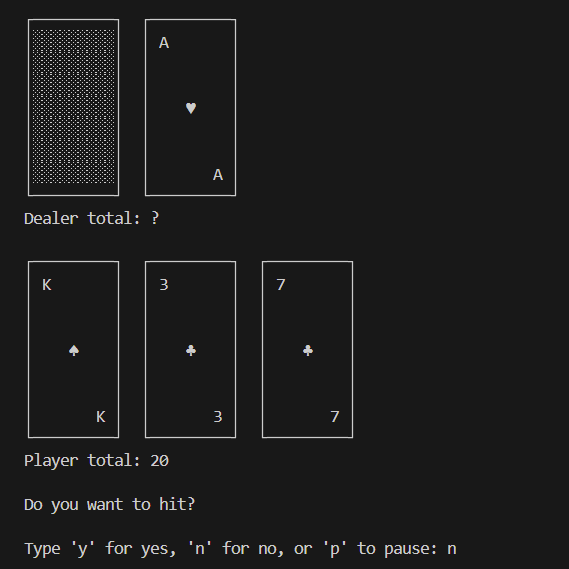 A
♥
A
Dealer total: ?
K 3 7
♠ ♣ ♣
K 3 7
Player total: 20
Do you want to hit?
Type 'y' for yes, 'n' for no, or 'p' to pause: n